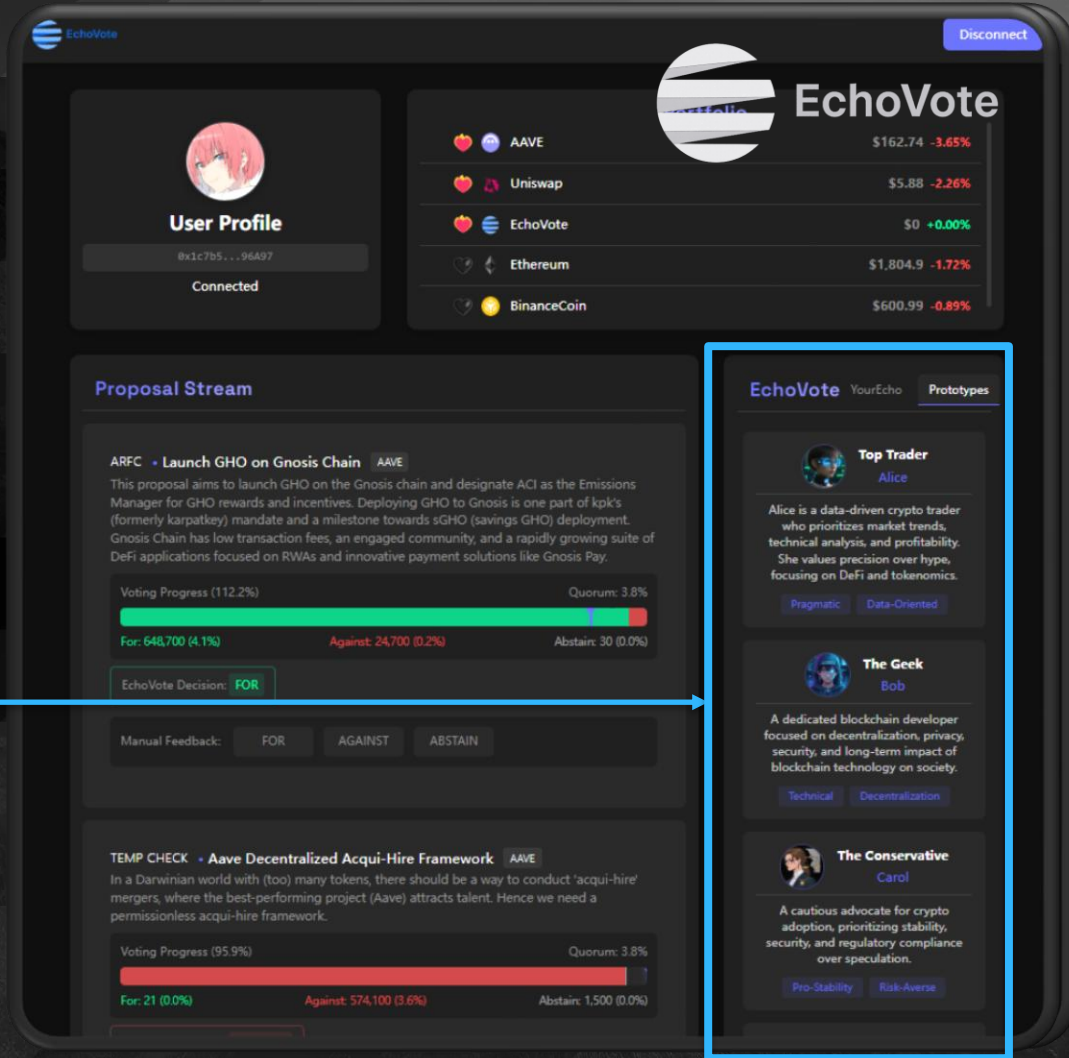 EchoVote
Disconnect
EchoVote
User Profile
0x1c7b5...96A97
Connected
AAVE $162.74 -3.65%
Uniswap $5.88 -2.26%
EchoVote $0 +0.00%
Ethereum $1,804.9 -1.72%
BinanceCoin $600.99 -0.89%
Proposal Stream
ARFC • Launch GHO on Gnosis Chain AAVE
This proposal aims to launch GHO on the Gnosis chain and designate ACI as the Emissions
Manager for GHO rewards and incentives. Deploying GHO to Gnosis is one part of kpk's
(formerly karpatkey) mandate and a milestone towards sGHO (savings GHO) deployment.
Gnosis Chain has low transaction fees, an engaged community, and a rapidly growing suite of
DeFi applications focused on RWAs and innovative payment solutions like Gnosis Pay.
Voting Progress (112.2%) Quorum: 3.8%
For: 648,700 (4.1%) Against: 24,700 (0.2%) Abstain: 30 (0.0%)
EchoVote Decision: FOR
Manual Feedback: FOR AGAINST ABSTAIN
TEMP CHECK • Aave Decentralized Acqui-Hire Framework AAVE
In a Darwinian world with (too) many tokens, there should be a way to conduct 'acqui-hire'
mergers, where the best-performing project (Aave) attracts talent. Hence we need a
permissionless acqui-hire framework.
Voting Progress (95.9%) Quorum: 3.8%
For: 21 (0.0%) Against: 574,100 (3.6%) Abstain: 1,500 (0.0%)
EchoVote YourEcho Prototypes
Top Trader
Alice
Alice is a data-driven crypto trader
who prioritizes market trends,
technical analysis, and profitability.
She values precision over hype,
focusing on DeFi and tokenomics.
Pragmatic Data-Oriented
The Geek
Bob
A dedicated blockchain developer
focused on decentralization, privacy,
security, and long-term impact of
blockchain technology on society.
Technical Decentralization
The Conservative
Carol
A cautious advocate for crypto
adoption, prioritizing stability,
security, and regulatory compliance
over speculation.
Pro-Stability Risk-Averse